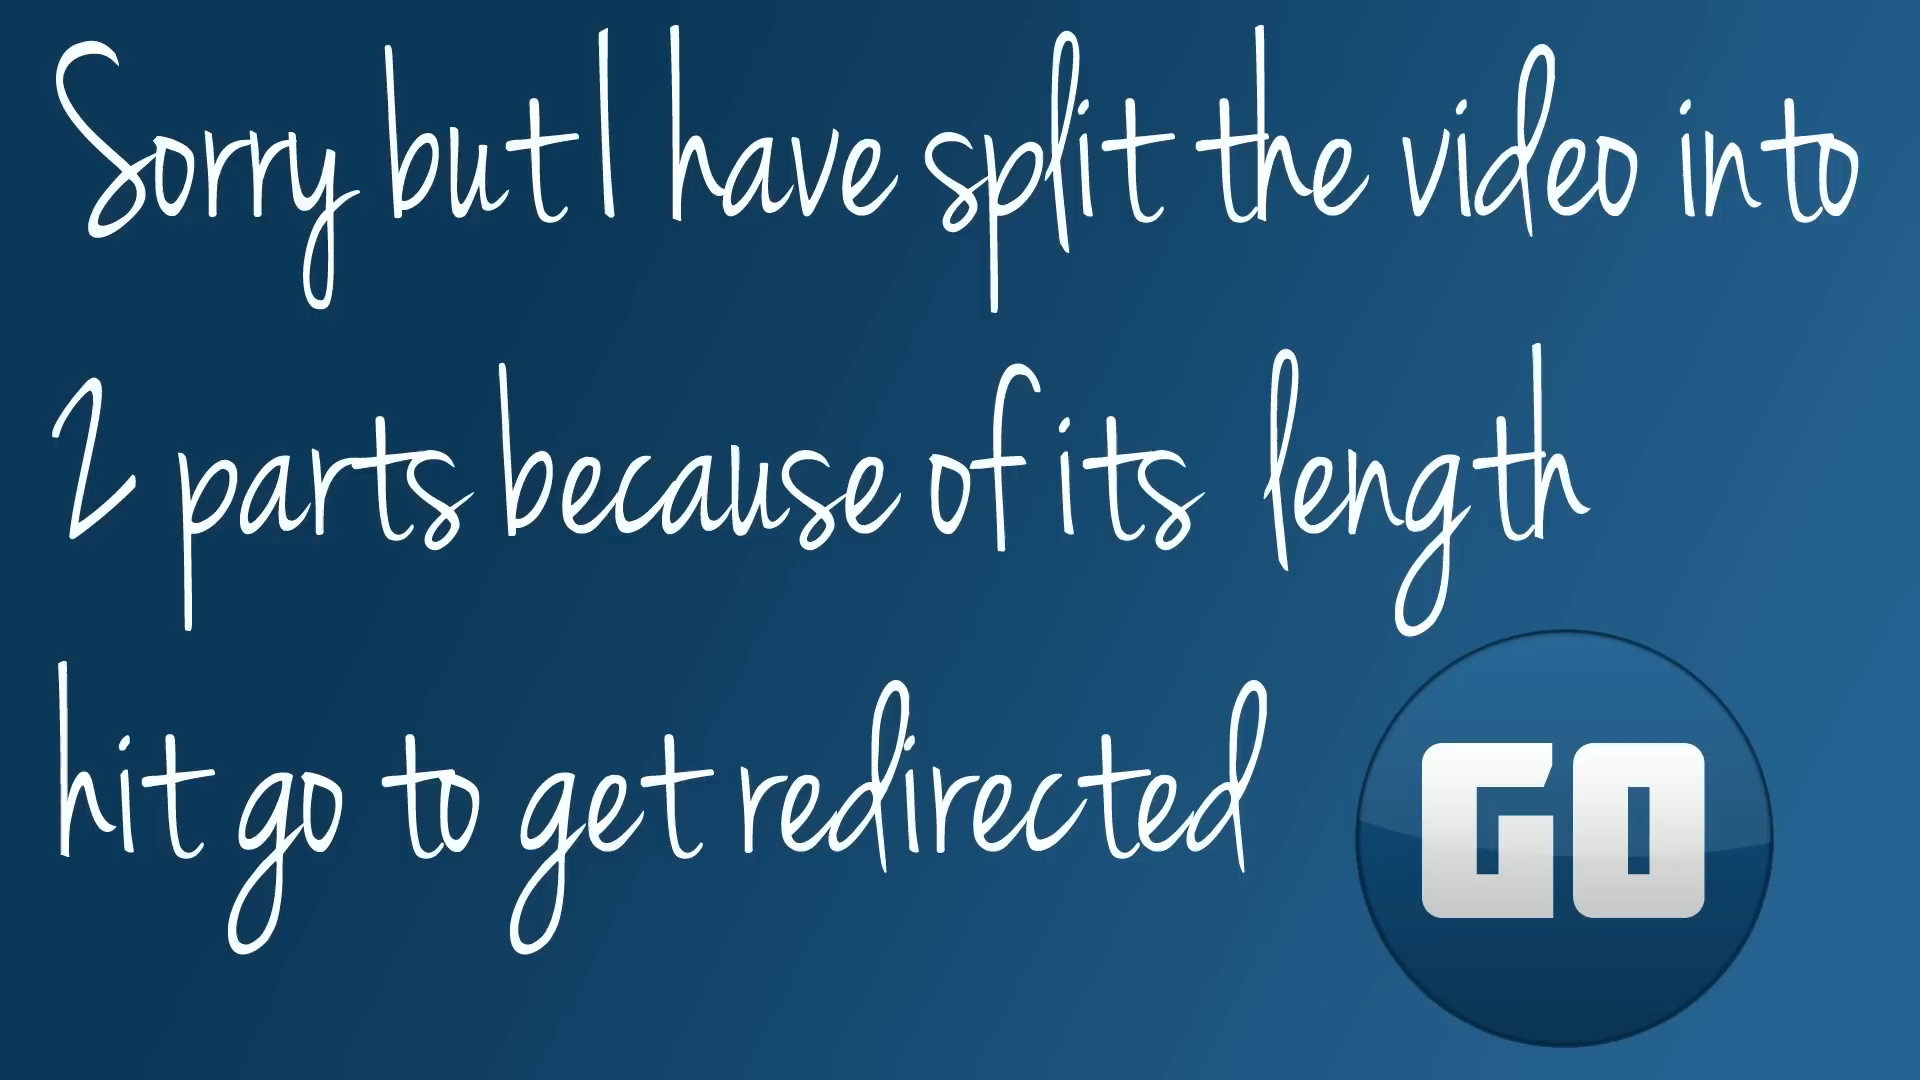 Sorry but I have split the video into
2 parts because of its length
hit go to get redirected
GO